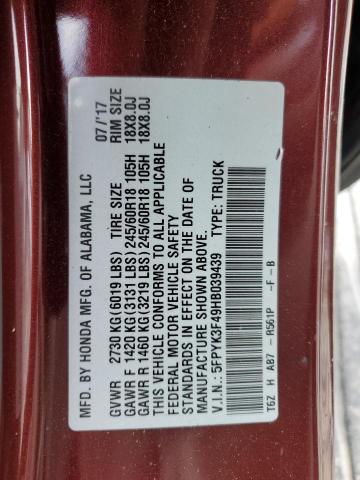 MFD. BY HONDA MFG. OF ALABAMA, LLC 07/'17
GVWR 2730 KG (6019 LBS) TIRE SIZE RIM SIZE
GAWR F 1420 KG (3131 LBS) 245/60R18 105H 18X8.0J
GAWR R 1460 KG (3219 LBS) 245/60R18 105H 18X8.0J
THIS VEHICLE CONFORMS TO ALL APPLICABLE
FEDERAL MOTOR VEHICLE SAFETY
STANDARDS IN EFFECT ON THE DATE OF
MANUFACTURE SHOWN ABOVE.
V.I.N.: 5FPYK3F49HB039439 TYPE: TRUCK
T6Z H AB7 -R561P -F -B